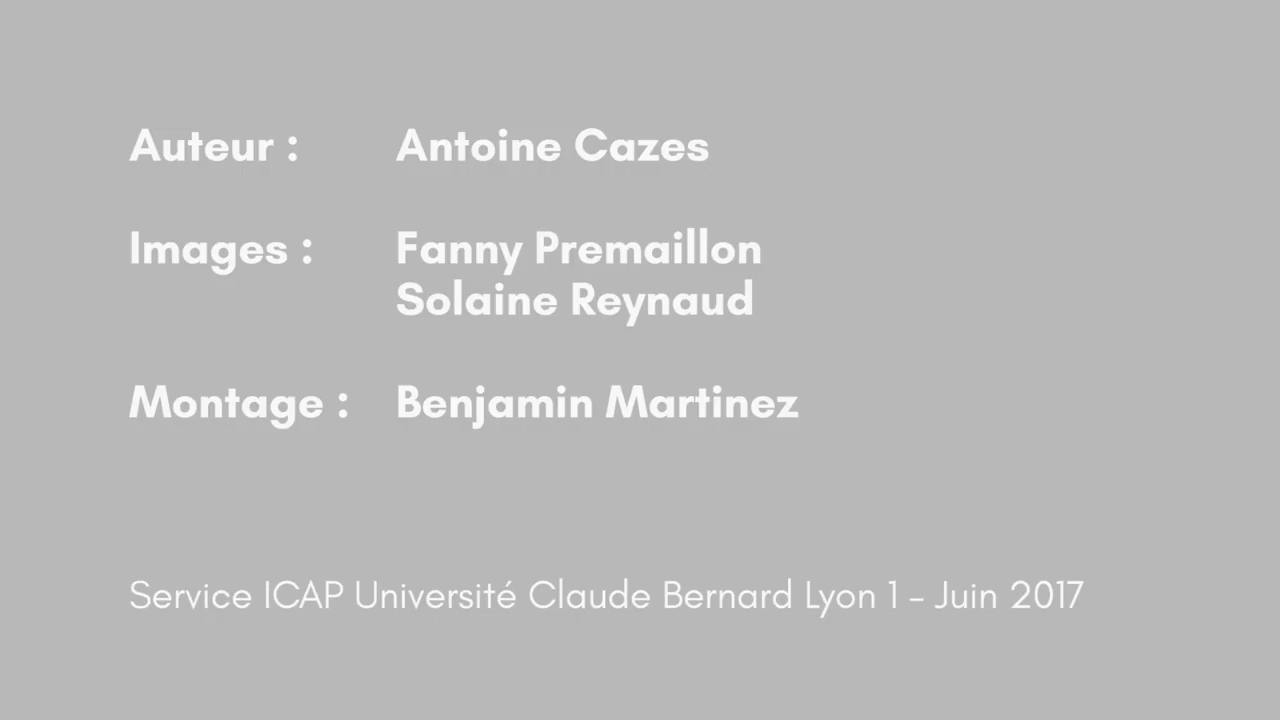 Auteur : Antoine Cazes
Images : Fanny Premaillon
Solaine Reynaud
Montage : Benjamin Martinez
Service ICAP Université Claude Bernard Lyon 1 - Juin 2017